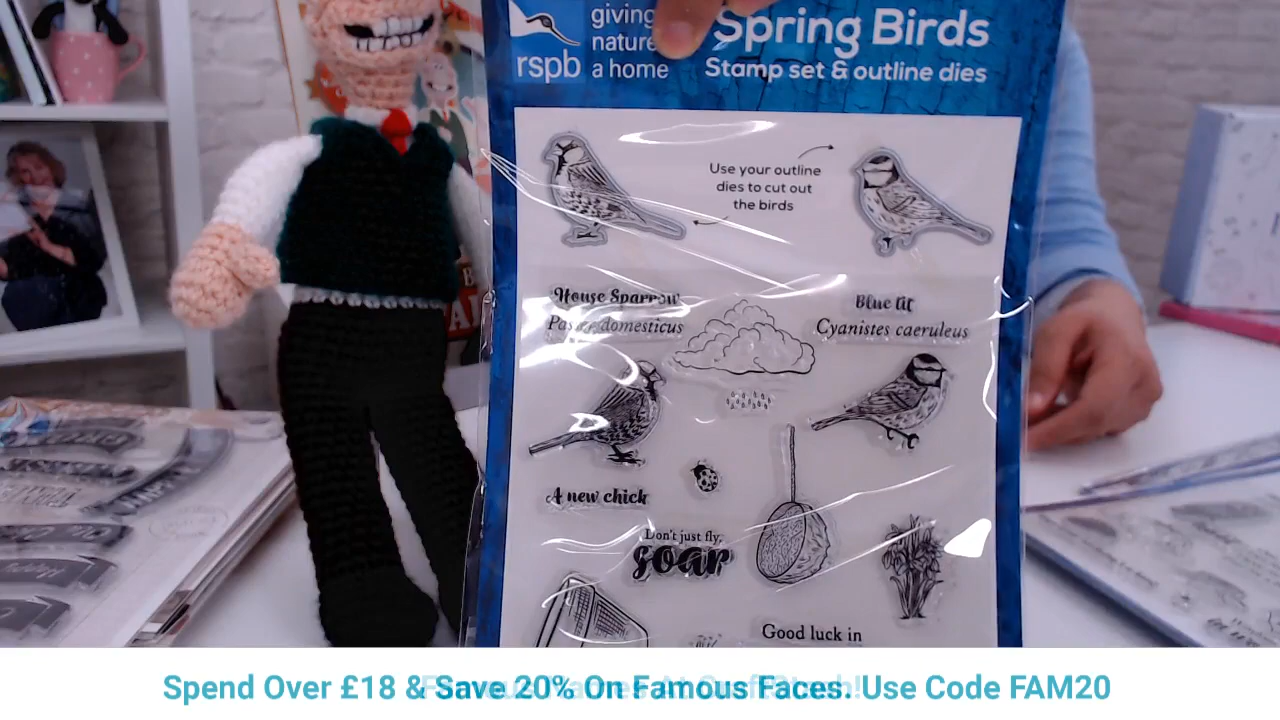 giving
nature
a home
rspb
Spring Birds
Stamp set & outline dies
Use your outline
dies to cut out
the birds
House Sparrow
domesticus
Blue tit
Cyanistes caeruleus
A new chick
Don't just fly,
soar
Good luck in
Spend Over £18 & Save 20% On Famous Faces. Use Code FAM20